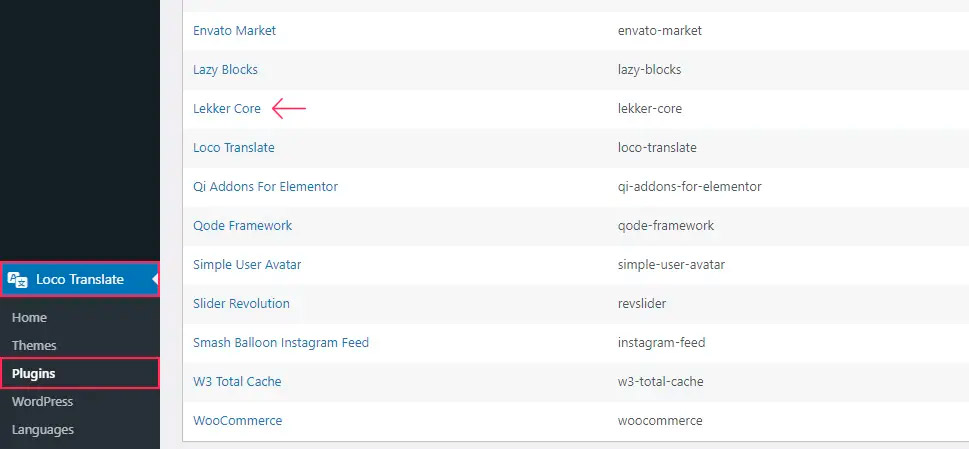 Envato Market envato-market
Lazy Blocks lazy-blocks
Lekker Core lekker-core
Loco Translate loco-translate
Qi Addons For Elementor qi-addons-for-elementor
Qode Framework qode-framework
Simple User Avatar simple-user-avatar
Slider Revolution revslider
Smash Balloon Instagram Feed instagram-feed
W3 Total Cache w3-total-cache
WooCommerce woocommerce
Loco Translate
Home
Themes
Plugins
WordPress
Languages